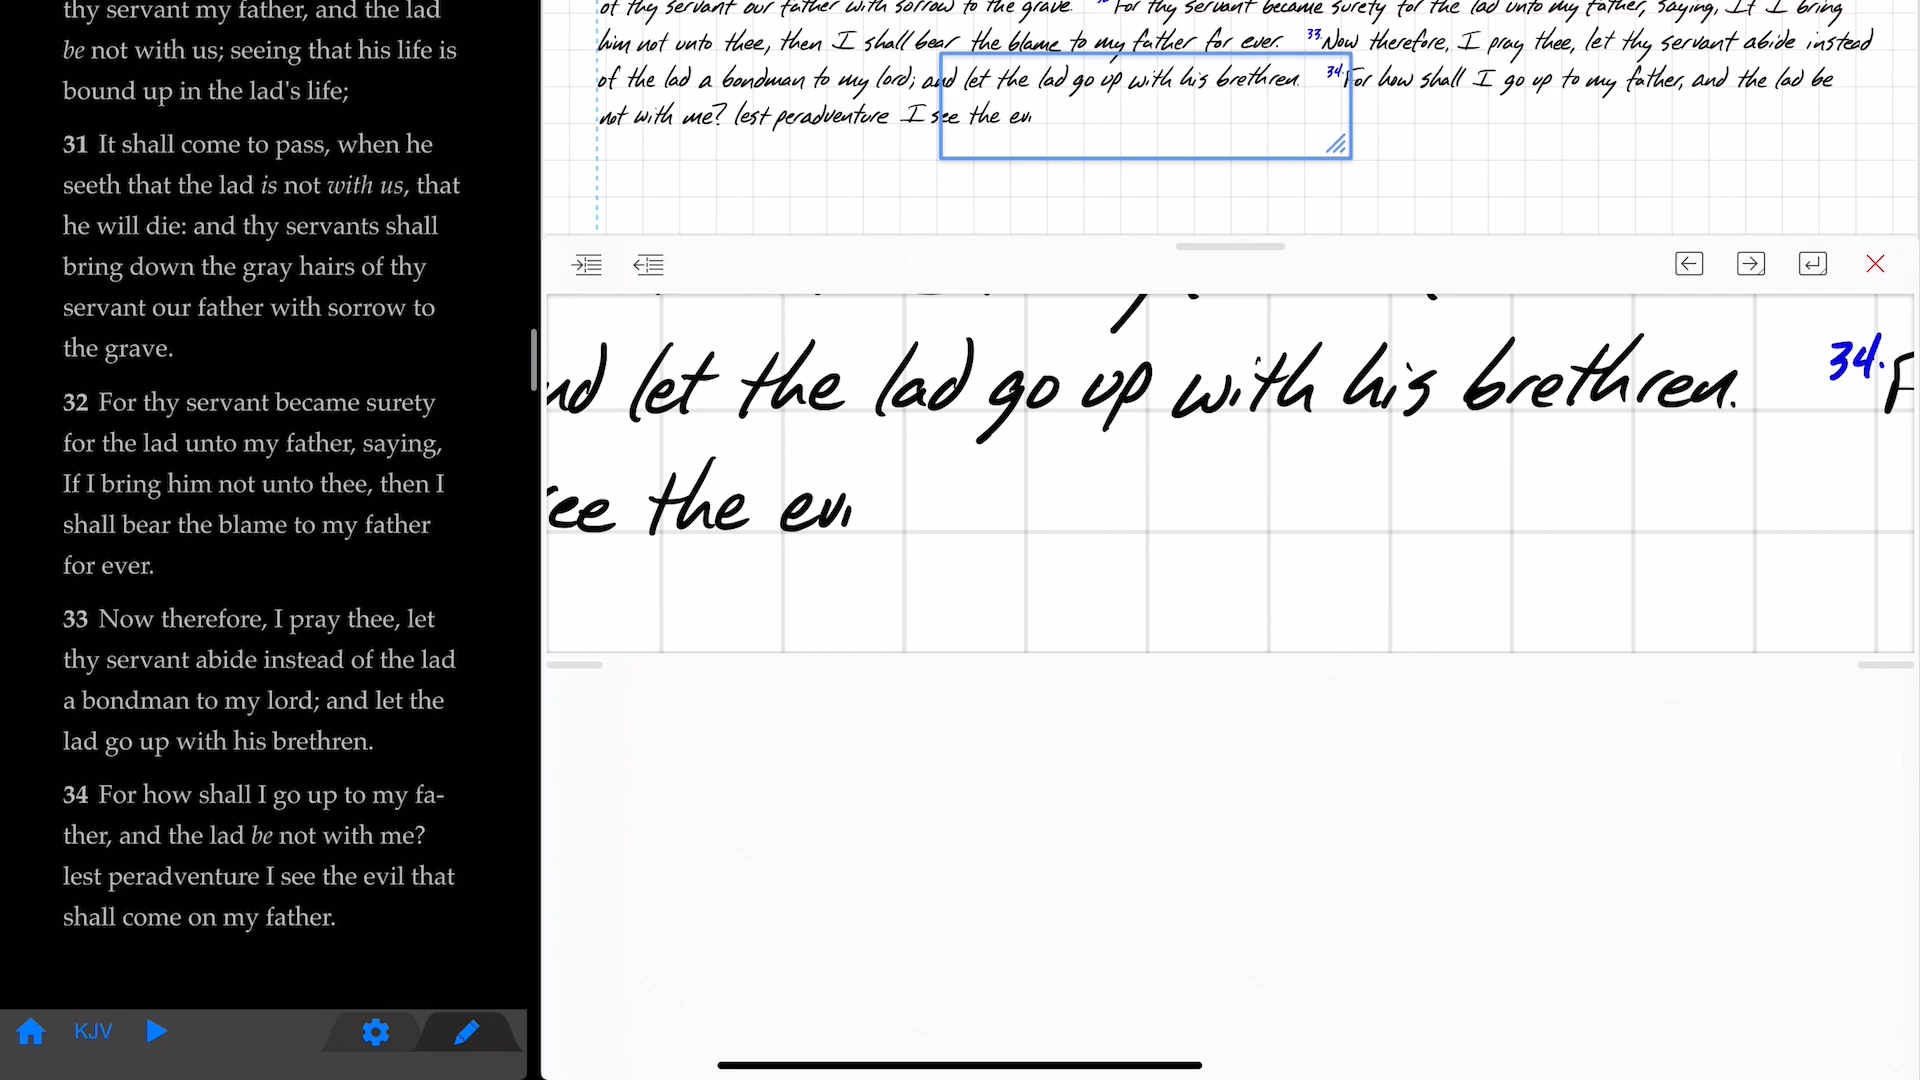 thy servant my father, and the lad
be not with us; seeing that his life is
bound up in the lad's life;
31 It shall come to pass, when he
seeth that the lad is not with us, that
he will die: and thy servants shall
bring down the gray hairs of thy
servant our father with sorrow to
the grave.
32 For thy servant became surety
for the lad unto my father, saying,
If I bring him not unto thee, then I
shall bear the blame to my father
for ever.
33 Now therefore, I pray thee, let
thy servant abide instead of the lad
a bondman to my lord; and let the
lad go up with his brethren.
34 For how shall I go up to my fa-
ther, and the lad be not with me?
lest peradventure I see the evil that
shall come on my father.
KJV
of thy servant our father with sorrow to the grave. For thy servant became surety for the lad unto my father, saying, If I bring
him not unto thee, then I shall bear the blame to my father for ever. 33. Now therefore, I pray thee, let thy servant abide instead
of the lad a bondman to my lord; and let the lad go up with his brethren. 34. For how shall I go up to my father, and the lad be
not with me? lest peradventure I see the evi
nd let the lad go up with his brethren. 34. F
ee the evi